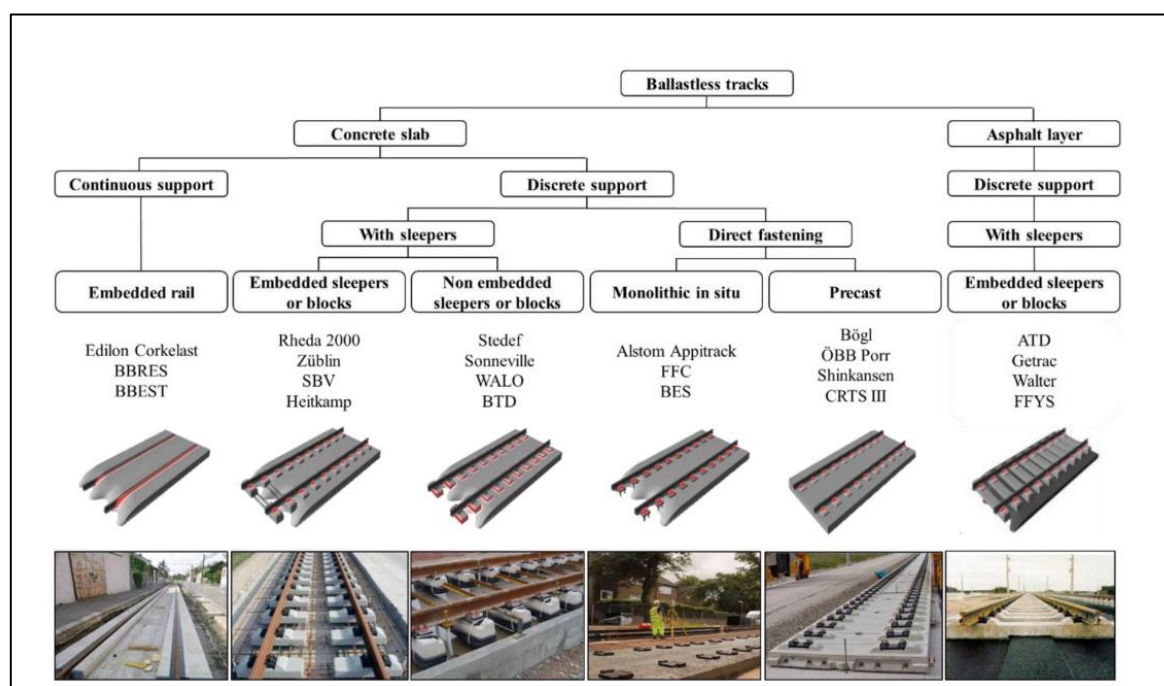 Ballastless tracks
Concrete slab
Asphalt layer
Continuous support
Discrete support
Discrete support
With sleepers
Direct fastening
With sleepers
Embedded rail
Embedded sleepers
or blocks
Non embedded
sleepers or blocks
Monolithic in situ
Precast
Embedded sleepers
or blocks
Edilon Corkelast
BBRES
BBEST
Rheda 2000
Züblin
SBV
Heitkamp
Stedef
Sonneville
WALO
BTD
Alstom Appitrack
FFC
BES
Bögl
ÖBB Porr
Shinkansen
CRTS III
ATD
Getrac
Walter
FFYS